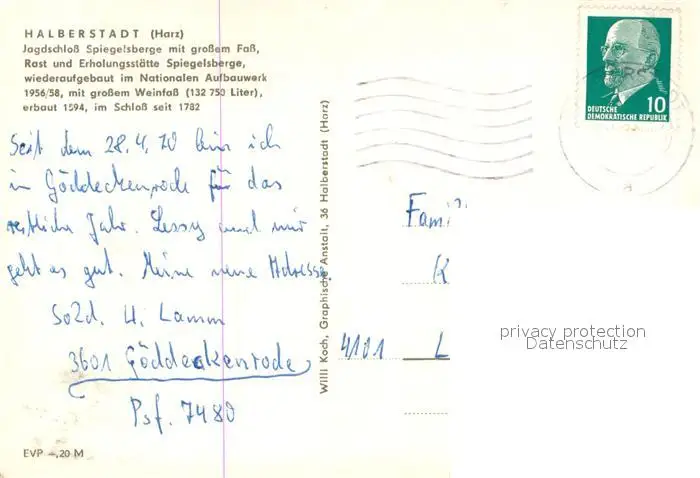 HALBERSTADT (Harz)
Jagdschloß Spiegelsberge mit großem Faß,
Rast und Erholungsstätte Spiegelsberge,
wiederaufgebaut im Nationalen Aufbauwerk
1956/58, mit großem Weinfaß (132 750 Liter),
erbaut 1594, im Schloß seit 1782
Seit dem 28.4.70 bin ich
in Göddeckenrode für das
restliche Jahr. Lessy und mir
geht es gut. Meine neue Adresse:
Sold. H. Lamm
3601 Göddeckenrode
Psf. 7480
EVP –,20 M
Willi Koch, Graphische Anstalt, 36 Halberstadt (Harz)
DEUTSCHE
DEMOKRATISCHE REPUBLIK
10
Fami
K
4101 L
privacy protection
Datenschutz